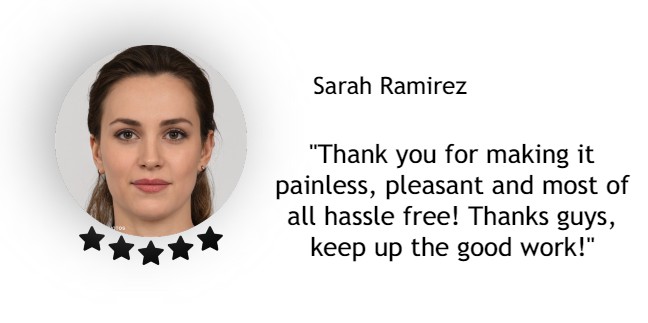 Sarah Ramirez
"Thank you for making it
painless, pleasant and most of
all hassle free! Thanks guys,
keep up the good work!"